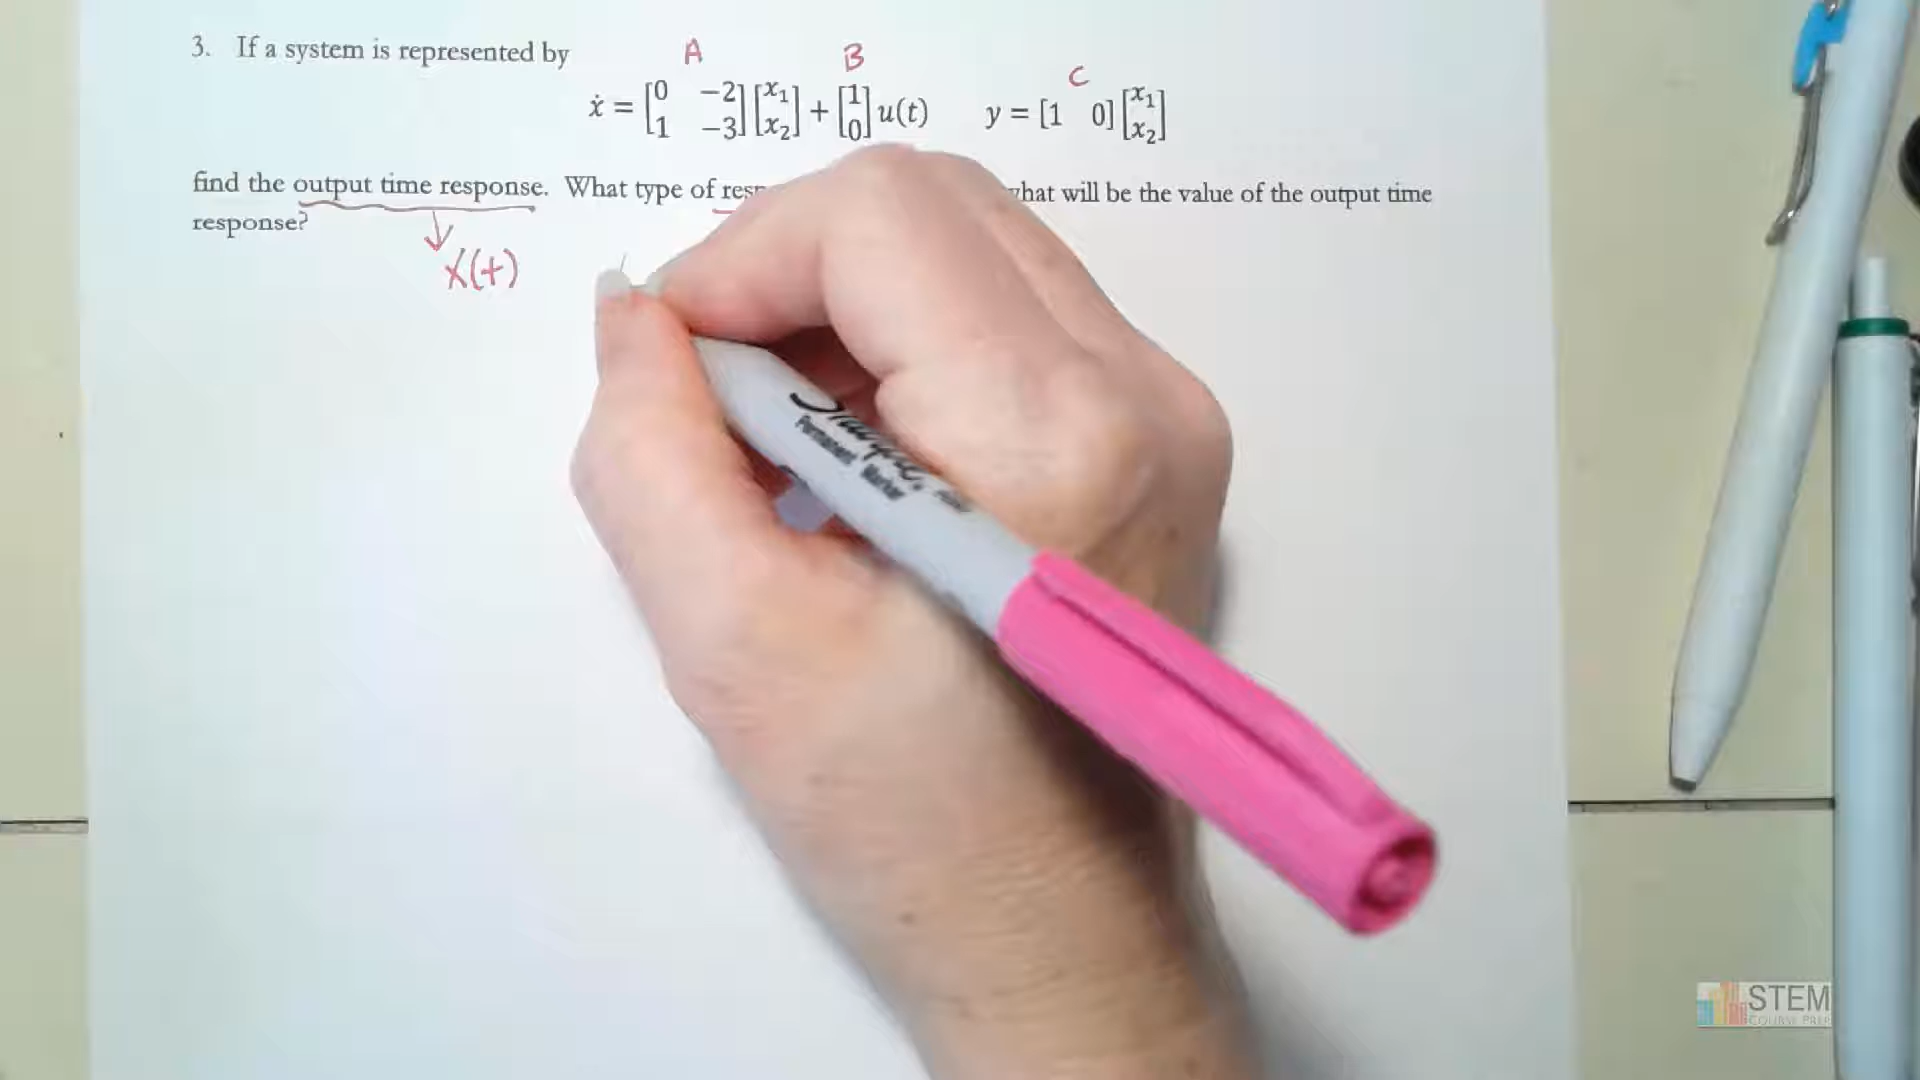 3. If a system is represented by
A B C
ẋ = [0 -2; 1 -3] [x₁; x₂] + [1; 0] u(t) y = [1 0] [x₁; x₂]
find the output time response. What type of will be the value of the output time
response?
X(t)
Permanent Marker
STEM
COURSE PREP